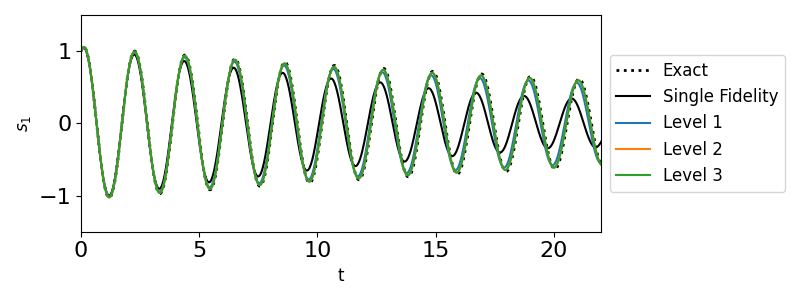 1
0
−1
s1
0
5
10
15
20
t
Exact
Single Fidelity
Level 1
Level 2
Level 3